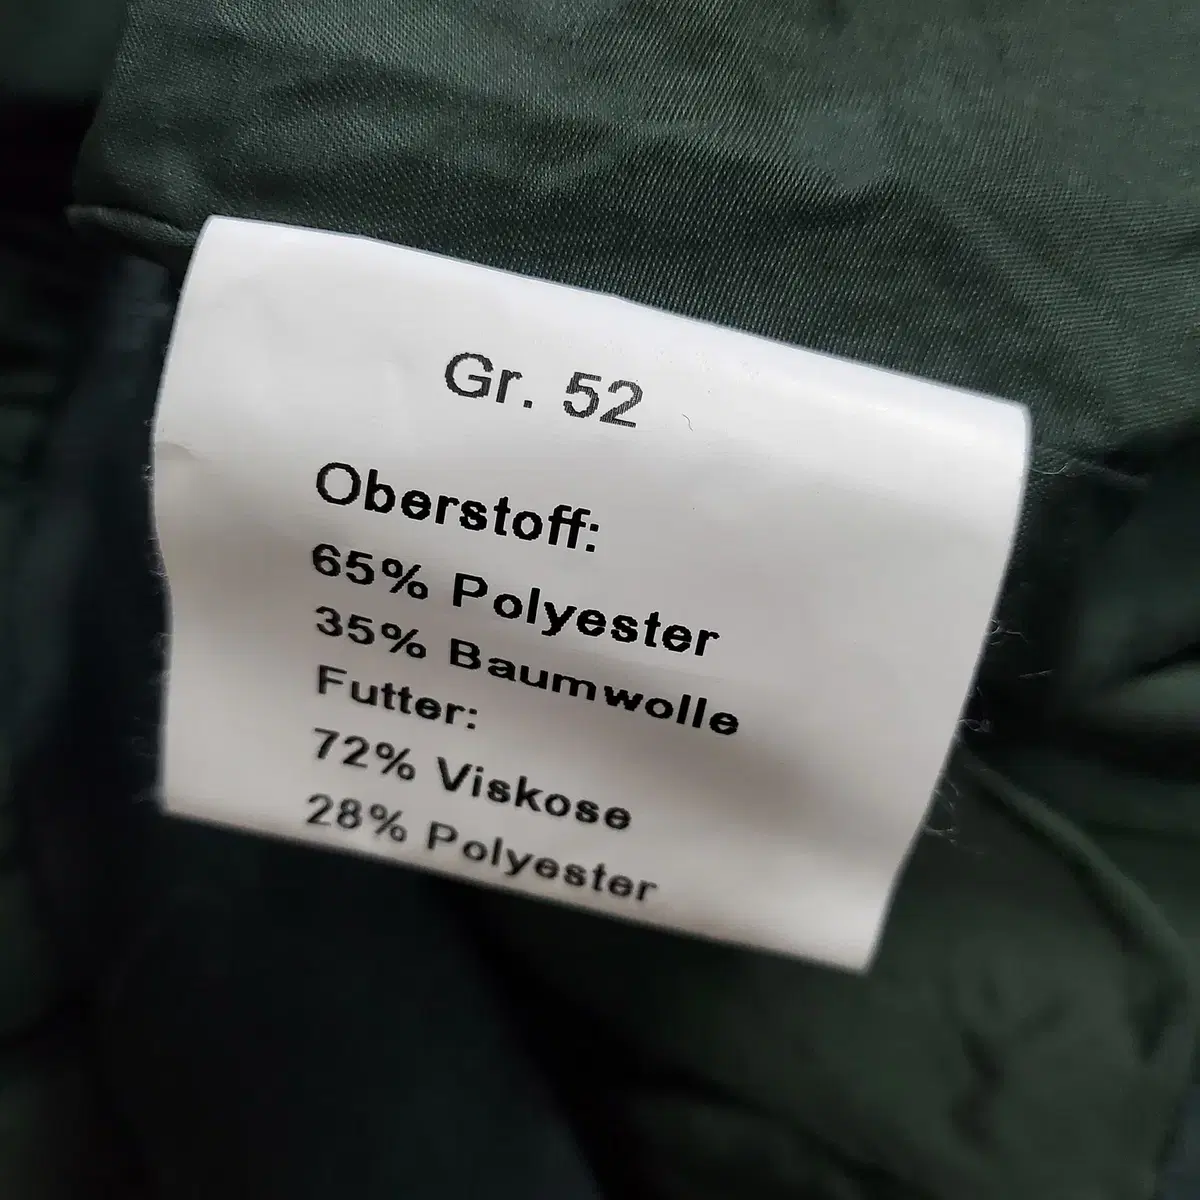 Gr. 52
Oberstoff:
65% Polyester
35% Baumwolle
Futter:
72% Viskose
28% Polyester